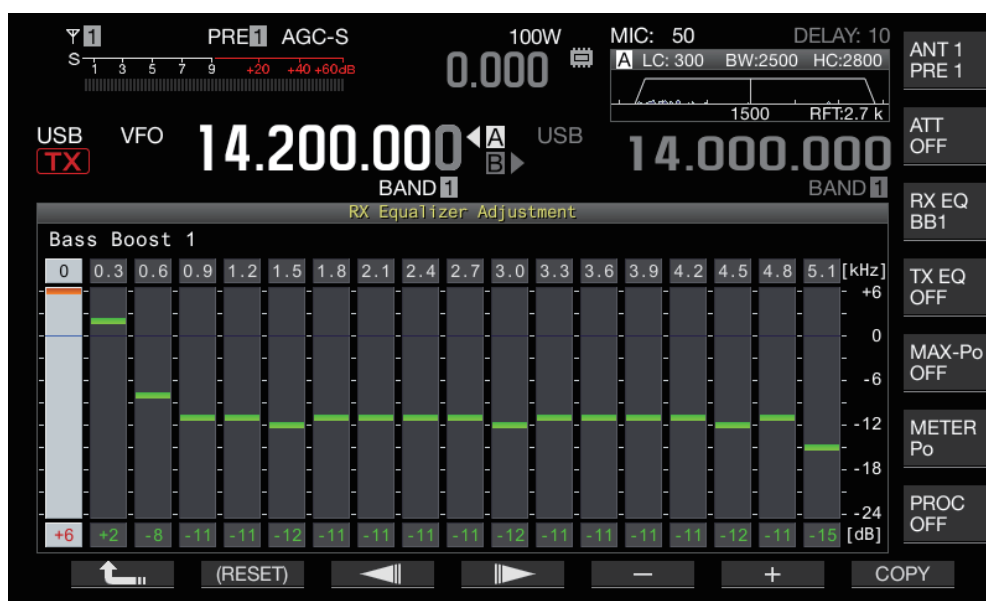 1 PRE 1 AGC-S 100W MIC: 50 DELAY: 10
S 1 3 5 7 9 +20 +40 +60dB 0.000 A LC: 300 BW:2500 HC:2800
1500 RFT:2.7 k
USB VFO 14.200.000 A USB 14.000.000
TX B
BAND 1 BAND 1
RX Equalizer Adjustment
Bass Boost 1
0 0.3 0.6 0.9 1.2 1.5 1.8 2.1 2.4 2.7 3.0 3.3 3.6 3.9 4.2 4.5 4.8 5.1 [kHz]
+6
0
-6
-12
-18
-24
+6 +2 -8 -11 -11 -12 -11 -11 -11 -11 -12 -11 -11 -11 -11 -12 -11 -15 [dB]
ANT 1
PRE 1
ATT
OFF
RX EQ
BB1
TX EQ
OFF
MAX-Po
OFF
METER
Po
PROC
OFF
(RESET) − + COPY